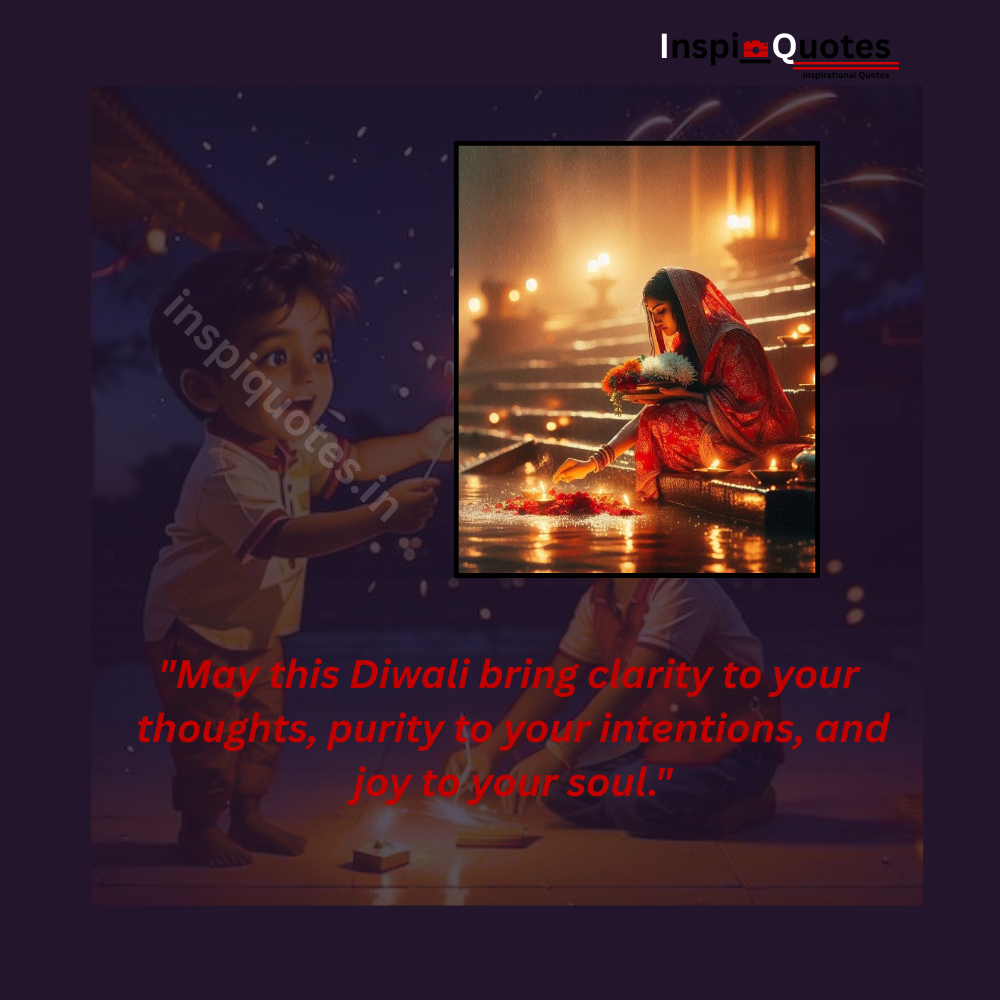 InspiQuotes
Inspirational Quotes
inspiquotes.in
"May this Diwali bring clarity to your
thoughts, purity to your intentions, and
joy to your soul."